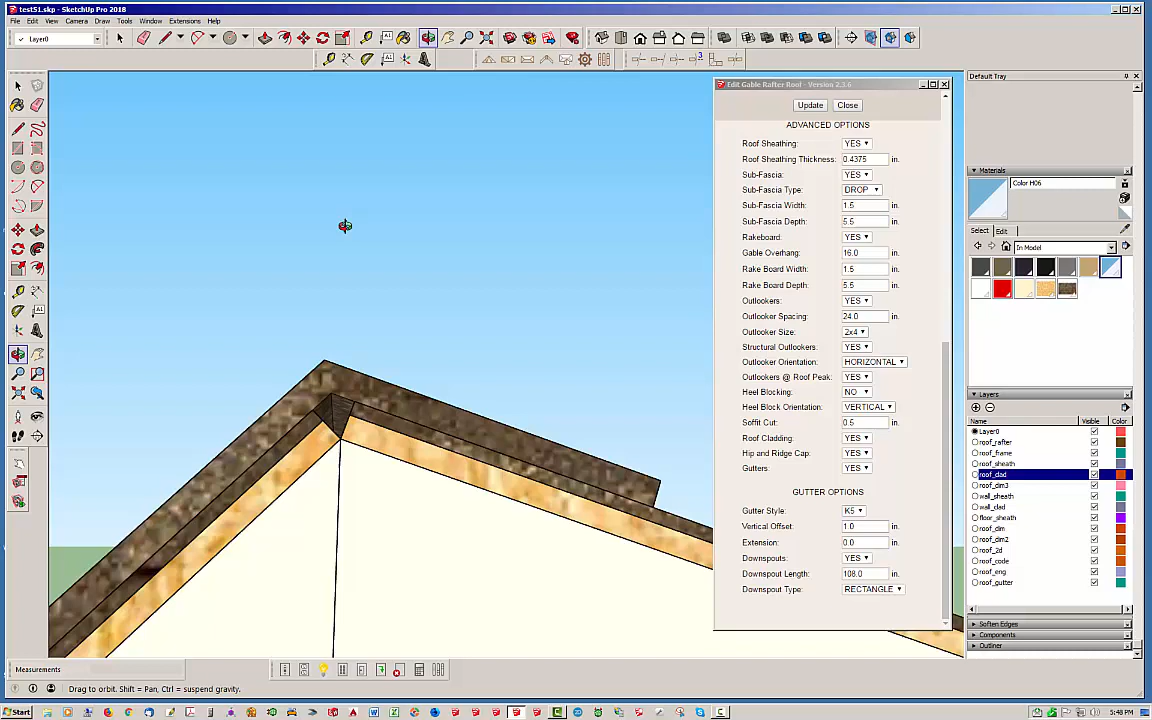 test51.skp - SketchUp Pro 2018
File Edit View Camera Draw Tools Window Extensions Help
Layer0
Edit Gable Rafter Roof - Version 2.3.6
Update Close
ADVANCED OPTIONS
Roof Sheathing: YES
Roof Sheathing Thickness: 0.4375 in.
Sub-Fascia: YES
Sub-Fascia Type: DROP
Sub-Fascia Width: 1.5 in.
Sub-Fascia Depth: 5.5 in.
Rakeboard: YES
Gable Overhang: 16.0 in.
Rake Board Width: 1.5 in.
Rake Board Depth: 5.5 in.
Outlookers: YES
Outlooker Spacing: 24.0 in.
Outlooker Size: 2x4
Structural Outlookers: YES
Outlooker Orientation: HORIZONTAL
Outlookers @ Roof Peak: YES
Heel Blocking: NO
Heel Block Orientation: VERTICAL
Soffit Cut: 0.5 in.
Roof Cladding: YES
Hip and Ridge Cap: YES
Gutters: YES
GUTTER OPTIONS
Gutter Style: K5
Vertical Offset: 1.0 in.
Extension: 0.0 in.
Downspouts: YES
Downspout Length: 108.0 in.
Downspout Type: RECTANGLE
Default Tray
Materials
Color H06
Select Edit
In Model
Layers
Name Visible Color
Layer0
roof_rafter
roof_frame
roof_sheath
roof_clad
roof_dim3
wall_sheath
wall_clad
floor_sheath
roof_dim
roof_dim2
roof_2d
roof_code
roof_eng
roof_gutter
Soften Edges
Components
Outliner
Measurements
Drag to orbit. Shift = Pan, Ctrl = suspend gravity.
Start
5:48 PM